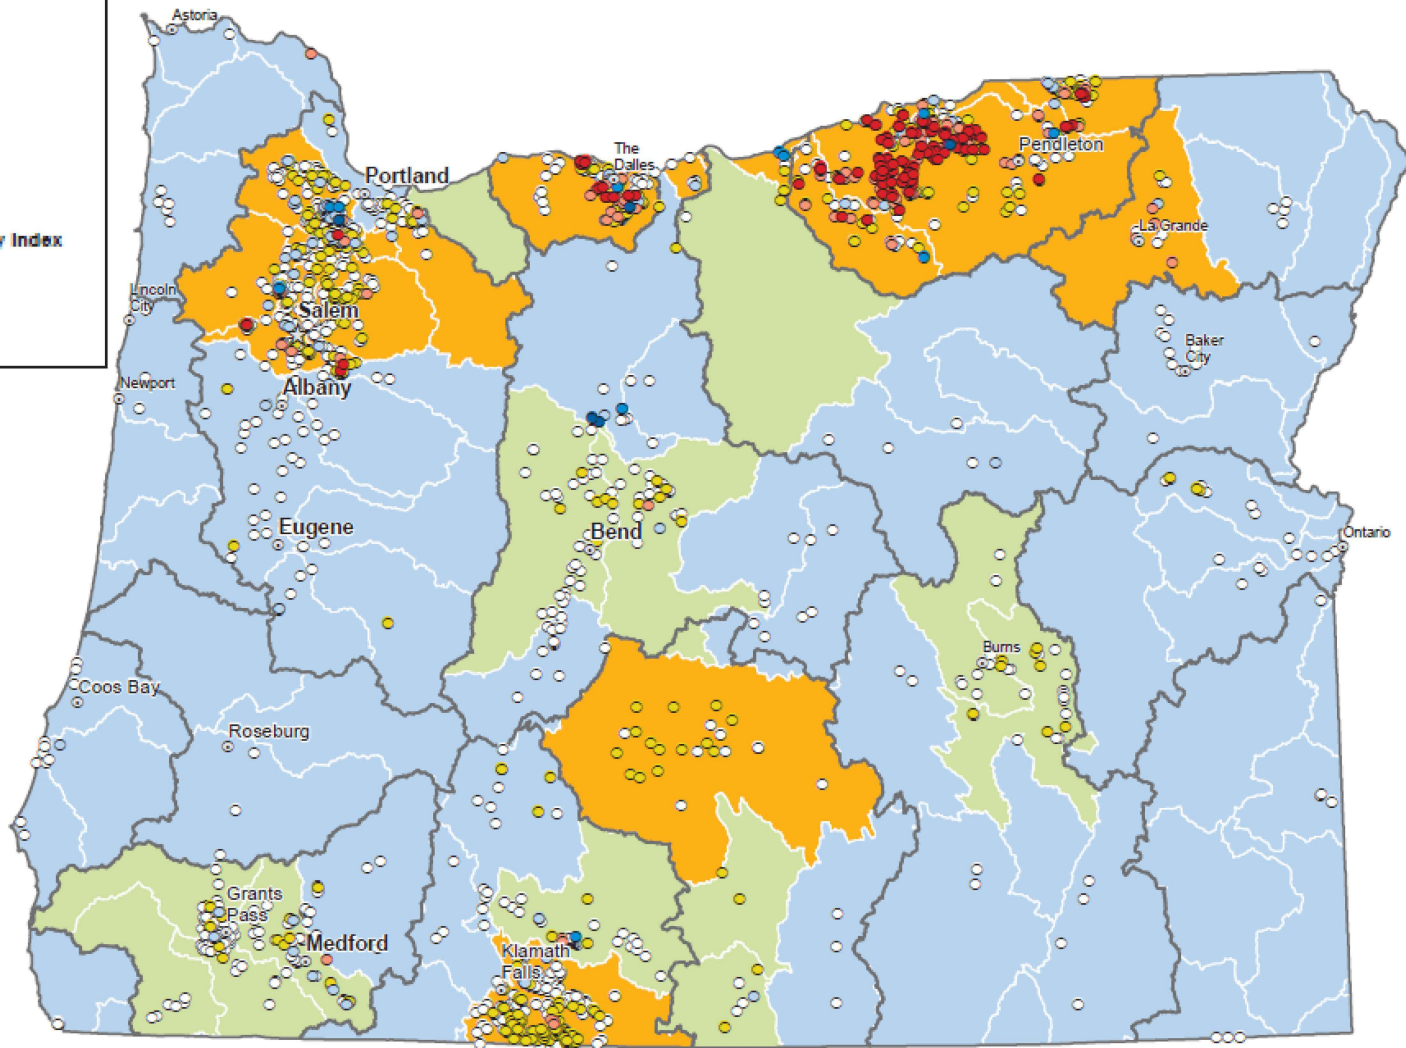 Astoria
The
Dalles
Pendleton
Portland
La Grande
y Index
Lincoln
City
Salem
Baker
City
Newport
Albany
Eugene
Bend
Ontario
Burns
Coos Bay
Roseburg
Grants
Pass
Medford
Klamath
Falls